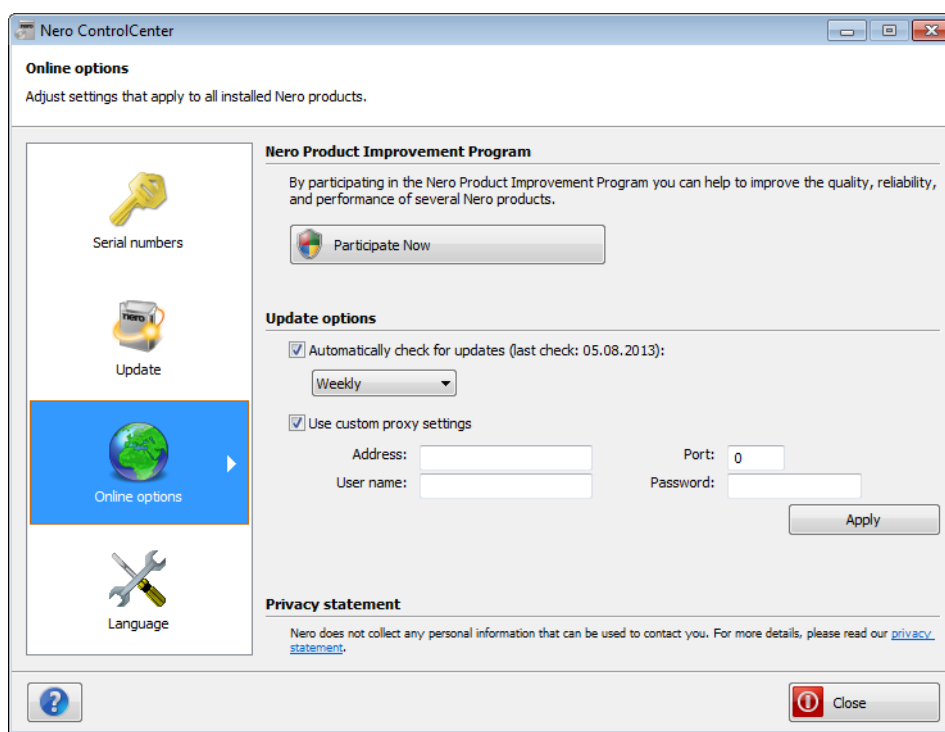 Nero ControlCenter
Online options
Adjust settings that apply to all installed Nero products.
Serial numbers
nero
Update
Online options
Language
Nero Product Improvement Program
By participating in the Nero Product Improvement Program you can help to improve the quality, reliability,
and performance of several Nero products.
Participate Now
Update options
Automatically check for updates (last check: 05.08.2013):
Weekly
Use custom proxy settings
Address:
Port: 0
User name:
Password:
Apply
Privacy statement
Nero does not collect any personal information that can be used to contact you. For more details, please read our privacy
statement.
?
Close